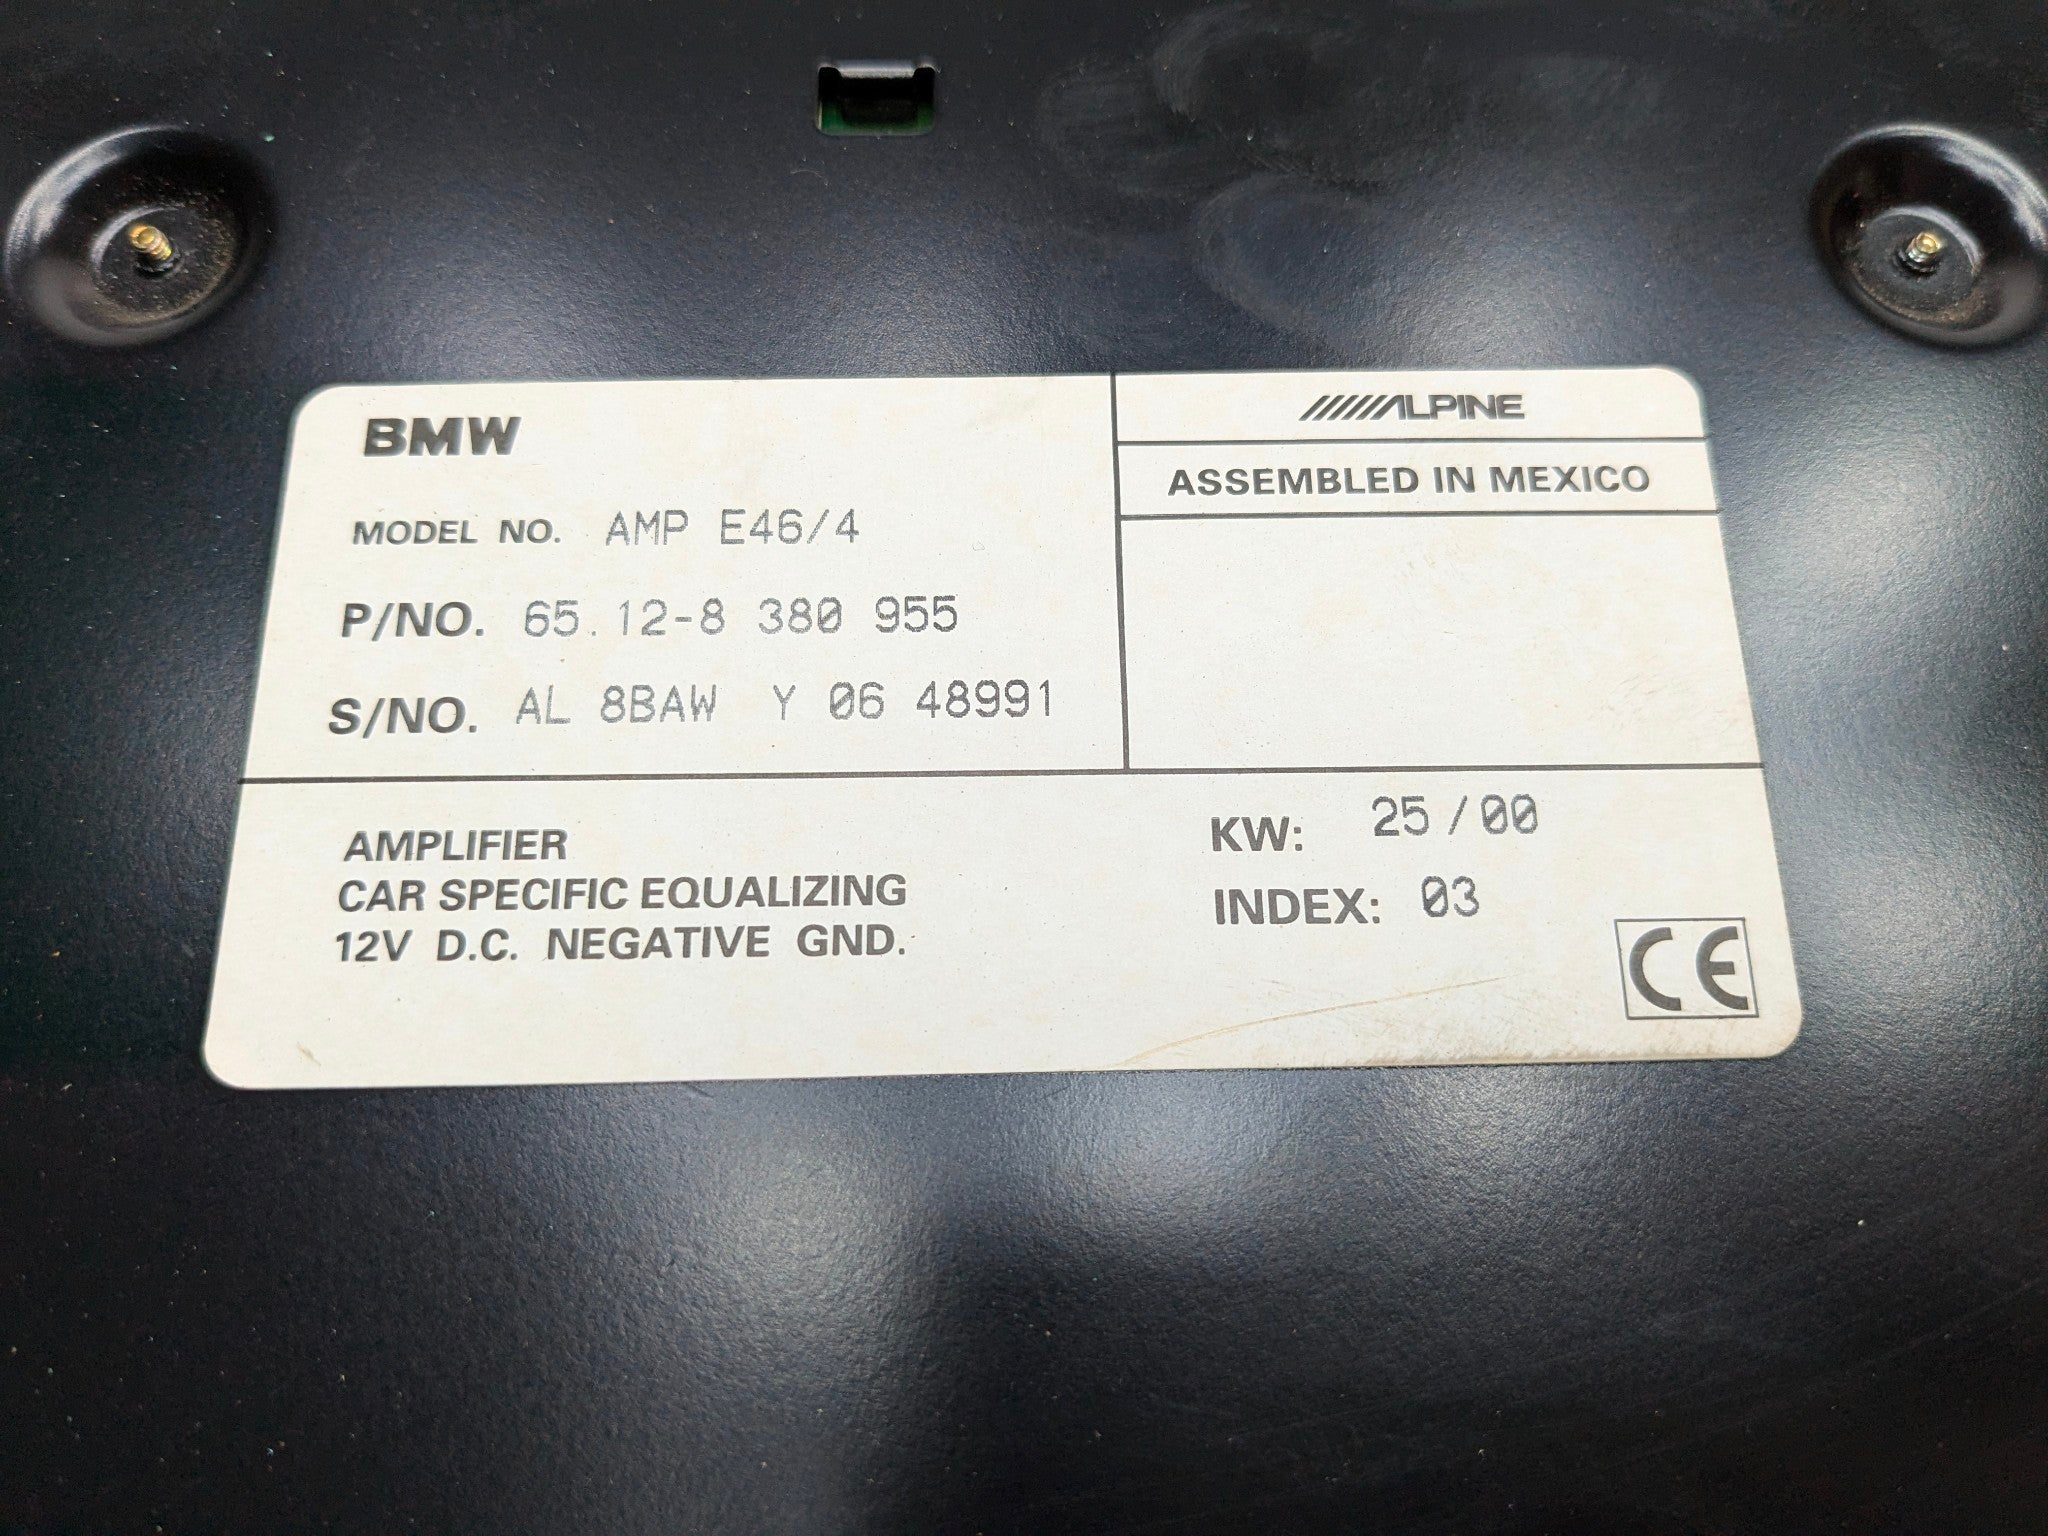 BMW
MODEL NO. AMP E46/4
P/NO. 65.12-8 380 955
S/NO. AL 8BAW Y 06 48991
ALPINE
ASSEMBLED IN MEXICO
AMPLIFIER
CAR SPECIFIC EQUALIZING
12V D.C. NEGATIVE GND.
KW: 25/00
INDEX: 03
CE